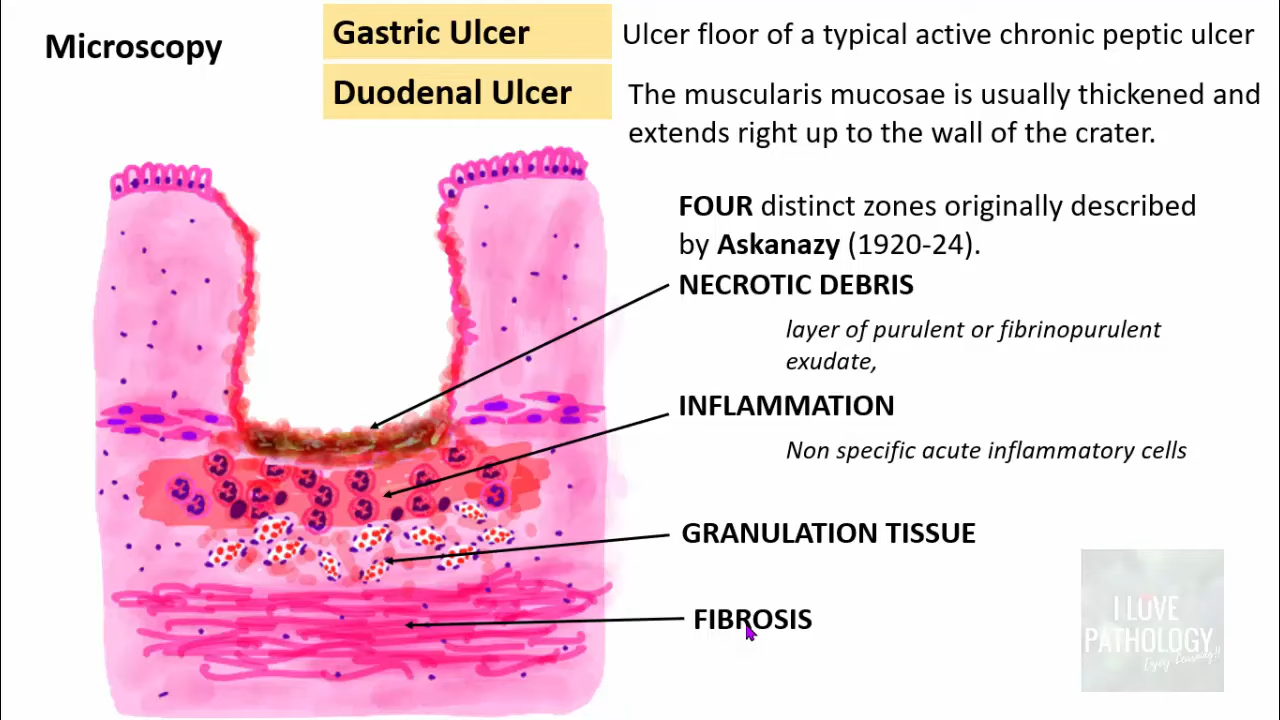 Microscopy
Gastric Ulcer
Ulcer floor of a typical active chronic peptic ulcer
Duodenal Ulcer
The muscularis mucosae is usually thickened and
extends right up to the wall of the crater.
FOUR distinct zones originally described
by Askanazy (1920-24).
NECROTIC DEBRIS
layer of purulent or fibrinopurulent
exudate,
INFLAMMATION
Non specific acute inflammatory cells
GRANULATION TISSUE
FIBROSIS
I LOVE
PATHOLOGY
Enjoy Learning!!